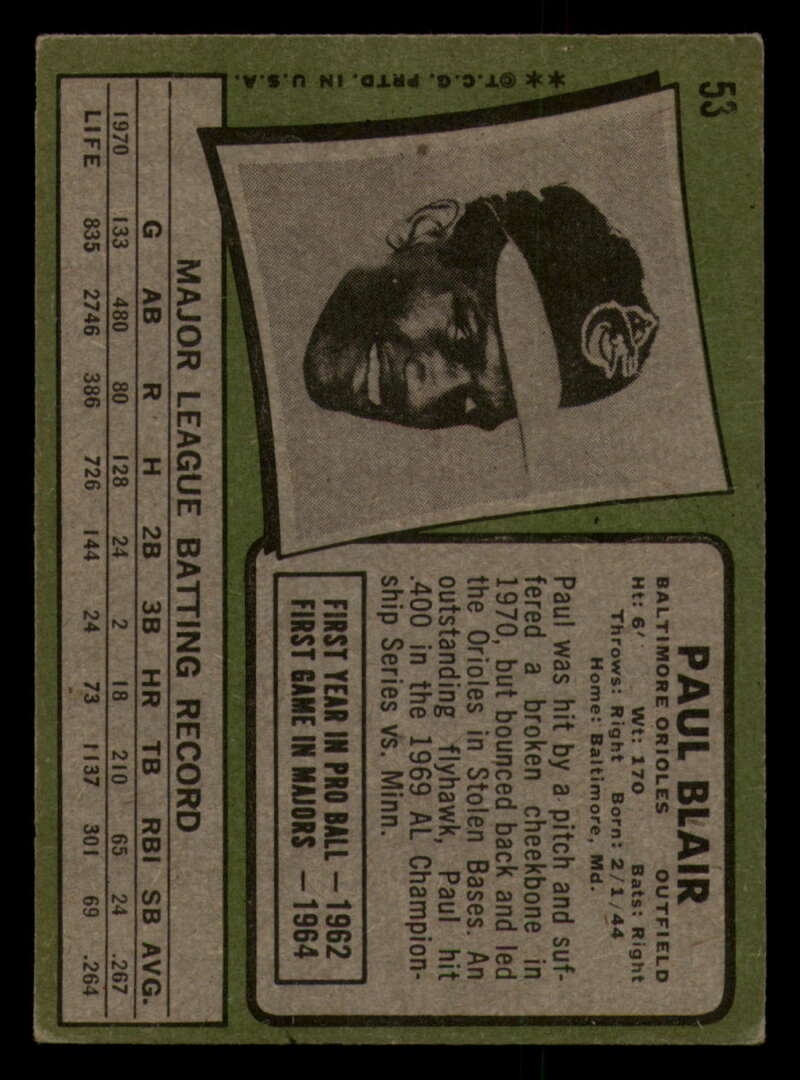 53
PAUL BLAIR
BALTIMORE ORIOLES OUTFIELD
Ht: 6' Wt: 170 Bats: Right
Throws: Right Born: 2/1/44
Home: Baltimore, Md.
Paul was hit by a pitch and suf-
fered a broken cheekbone in
1970, but bounced back and led
the Orioles in Stolen Bases. An
outstanding flyhawk, Paul hit
.400 in the 1969 AL Champion-
ship Series vs. Minn.
FIRST YEAR IN PRO BALL — 1962
FIRST GAME IN MAJORS — 1964
MAJOR LEAGUE BATTING RECORD
G AB R H 2B 3B HR TB RBI SB AVG.
1970 133 480 80 128 24 2 18 210 65 24 .267
LIFE 835 2746 386 726 144 24 73 1137 301 69 .264
**©T.C.G. PRTD. IN U.S.A.